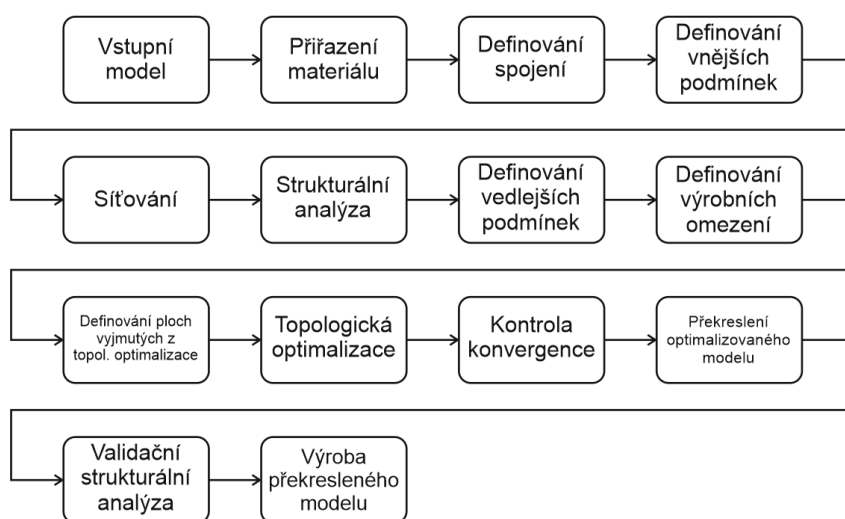 Vstupní
model
Přiřazení
materiálu
Definování
spojení
Definování
vnějších
podmínek
Síťování
Strukturální
analýza
Definování
vedlejších
podmínek
Definování
výrobních
omezení
Definování ploch
vyjmutých z
topol. optimalizace
Topologická
optimalizace
Kontrola
konvergence
Překreslení
optimalizovaného
modelu
Validační
strukturální
analýza
Výroba
překresleného
modelu